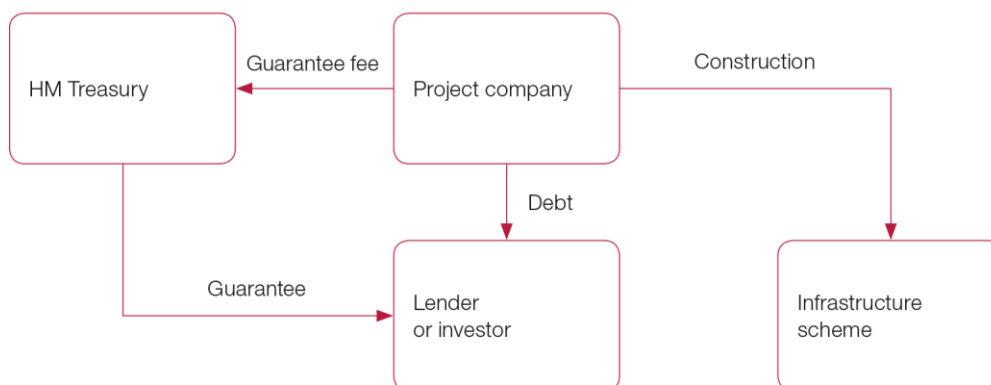 Guarantee fee
Construction
HM Treasury
Project company
Debt
Guarantee
Lender
or investor
Infrastructure
scheme